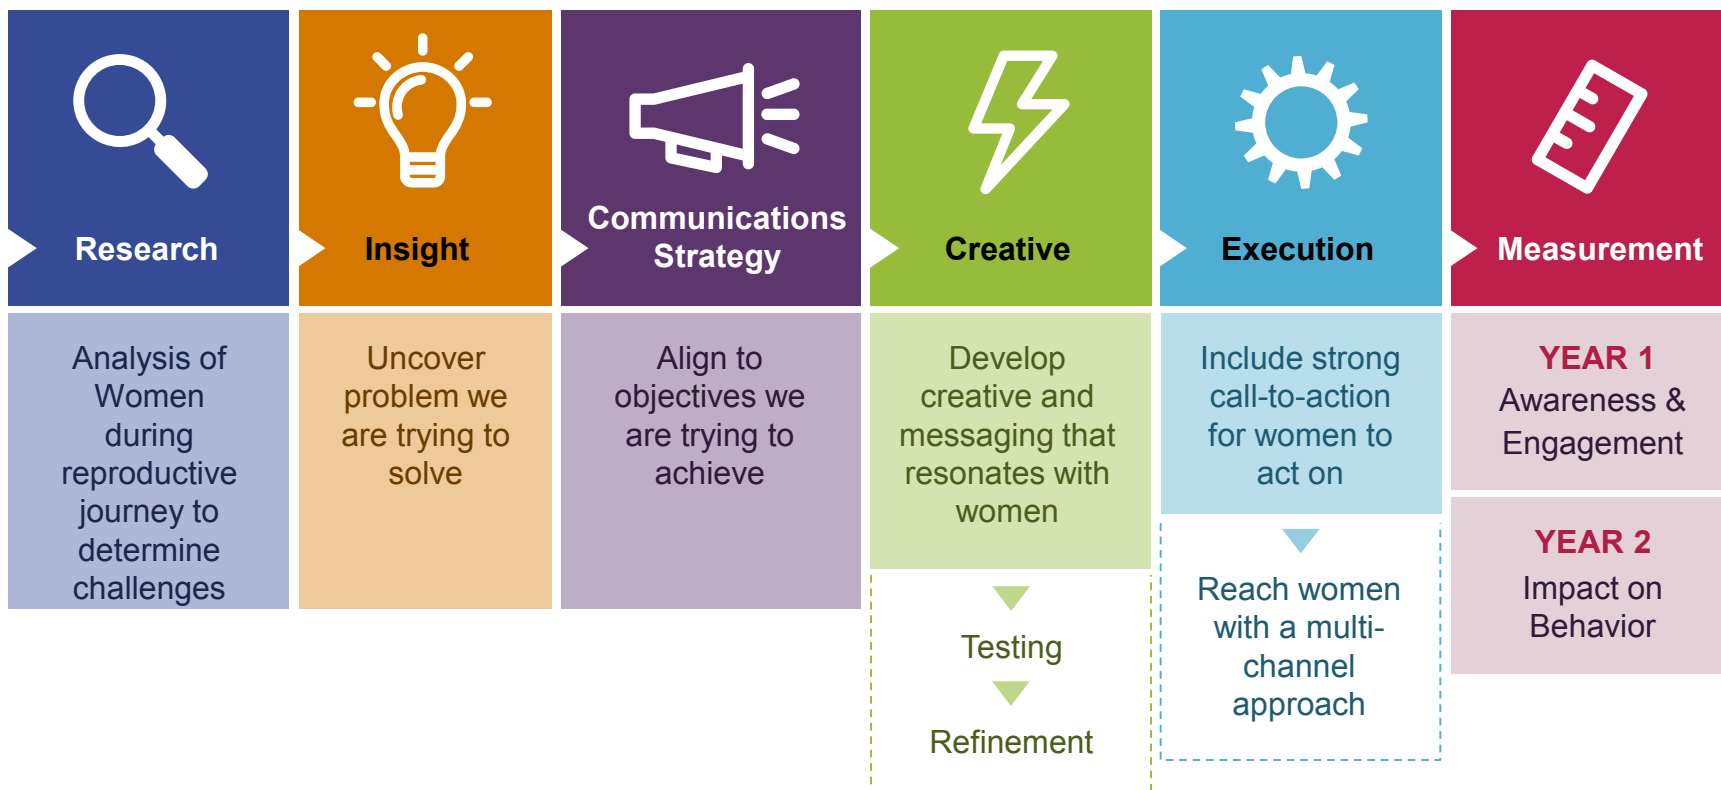 Research
Analysis of
Women
during
reproductive
journey to
determine
challenges
Insight
Uncover
problem we
are trying to
solve
Communications
Strategy
Align to
objectives we
are trying to
achieve
Creative
Develop
creative and
messaging that
resonates with
women
Testing
Refinement
Execution
Include strong
call-to-action
for women to
act on
Reach women
with a multi-
channel
approach
Measurement
YEAR 1
Awareness &
Engagement
YEAR 2
Impact on
Behavior